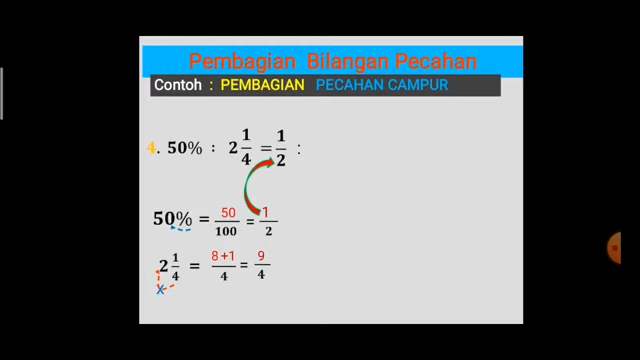 Pembagian Bilangan Pecahan
Contoh : PEMBAGIAN PECAHAN CAMPUR
4. 50% : 2 1/4 = 1/2 :
50% = 50/100 = 1/2
2 1/4 = 8+1/4 = 9/4
x